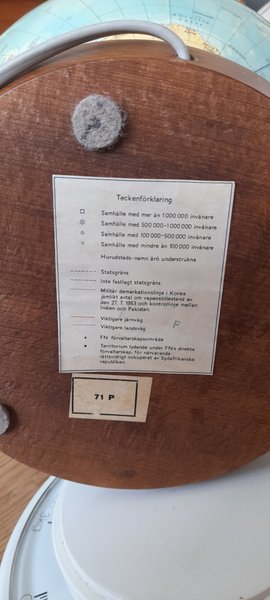 Teckenförklaring
Samhälle med mer än 1 000 000 invånare
Samhälle med 500 000–1 000 000 invånare
Samhälle med 100 000–500 000 invånare
Samhälle med mindre än 100 000 invånare
Huvudstads-namn äro understrukna
Statsgräns
Inte fastlagt statsgräns
Militär demarkationslinje i Korea
jämlikt avtal om vapenstillestand av
den 27. 7. 1953 och kontrollinje mellan
Indien och Pakistan.
Viktigare järnväg
Viktigare landsväg
F
FN förvaltarskapsområde
Territorium lydande under FN:s direkta
förvaltarskap; för närvarande
rättsvidrigt ockuperat av Sydafrikanska
republiken.
71 P